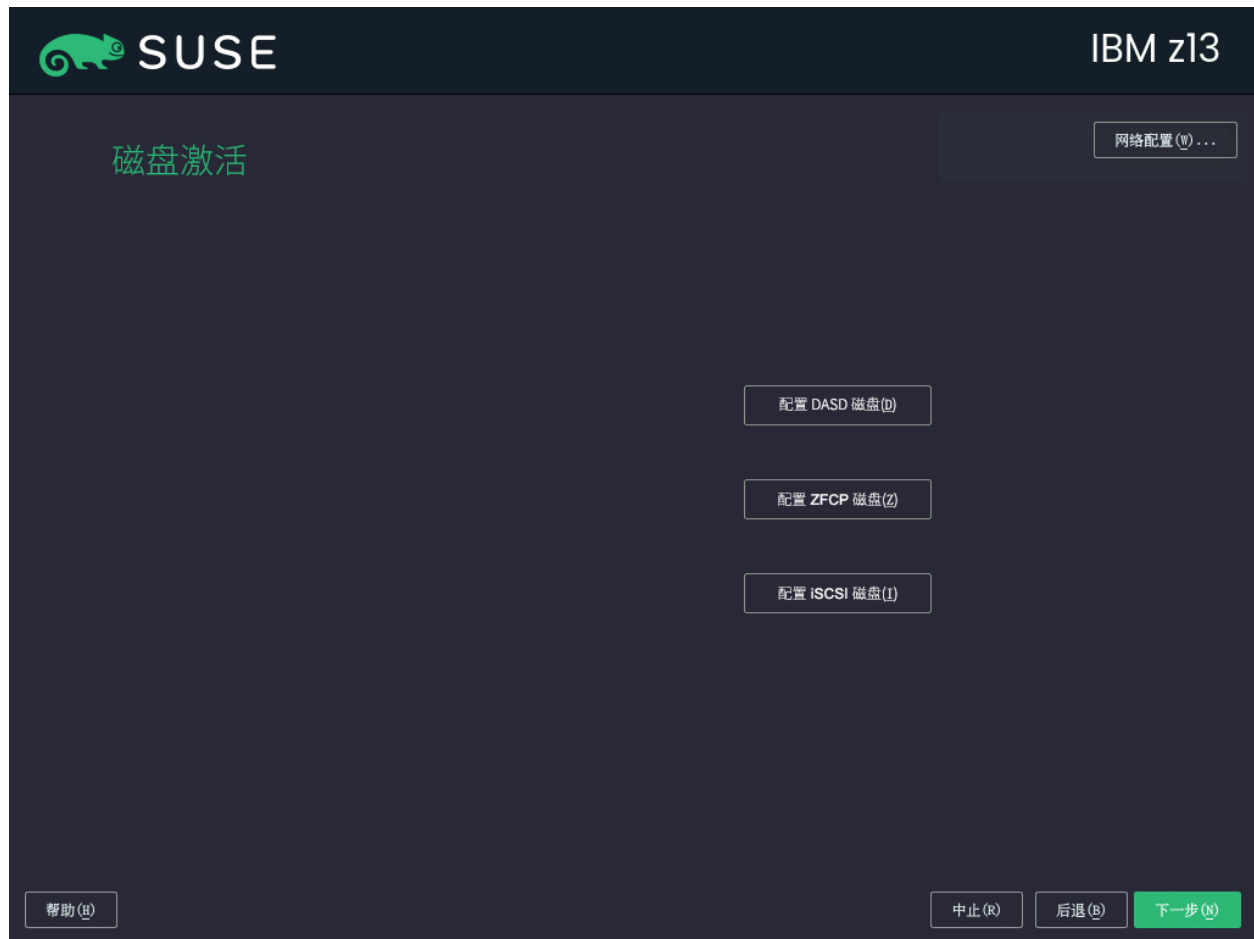 SUSE
IBM z13
磁盘激活
网络配置(W)...
配置 DASD 磁盘(D)
配置 ZFCP 磁盘(Z)
配置 iSCSI 磁盘(I)
帮助(H)
中止(R)
后退(B)
下一步(N)